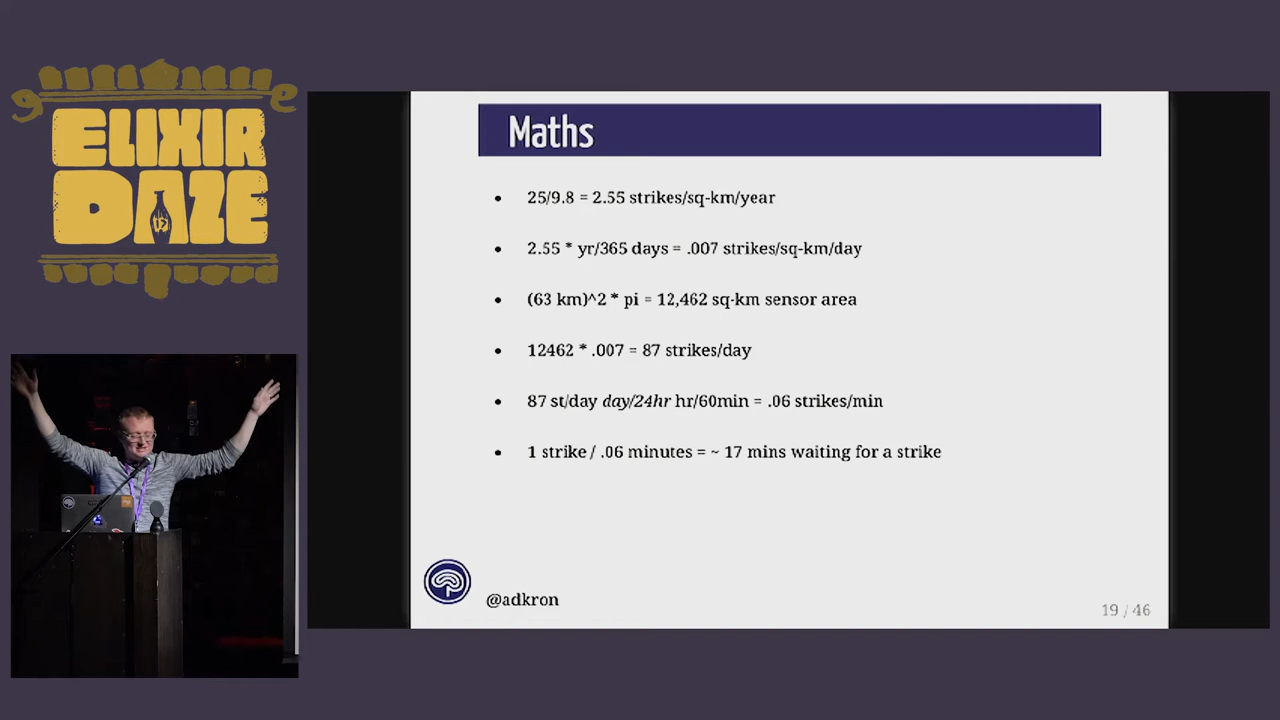 ELIXIR
DAZE
Maths
• 25/9.8 = 2.55 strikes/sq-km/year
• 2.55 * yr/365 days = .007 strikes/sq-km/day
• (63 km)^2 * pi = 12,462 sq-km sensor area
• 12462 * .007 = 87 strikes/day
• 87 st/day day/24hr hr/60min = .06 strikes/min
• 1 strike / .06 minutes = ~ 17 mins waiting for a strike
@adkron
19 / 46